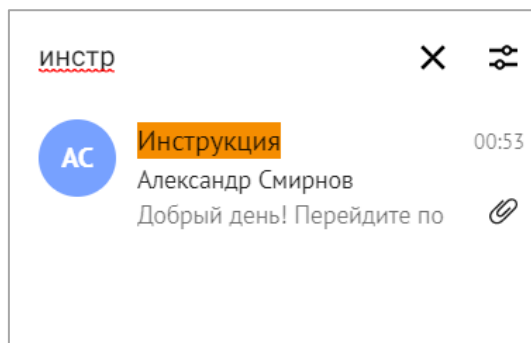 инстр
АС
Инструкция 00:53
Александр Смирнов
Добрый день! Перейдите по